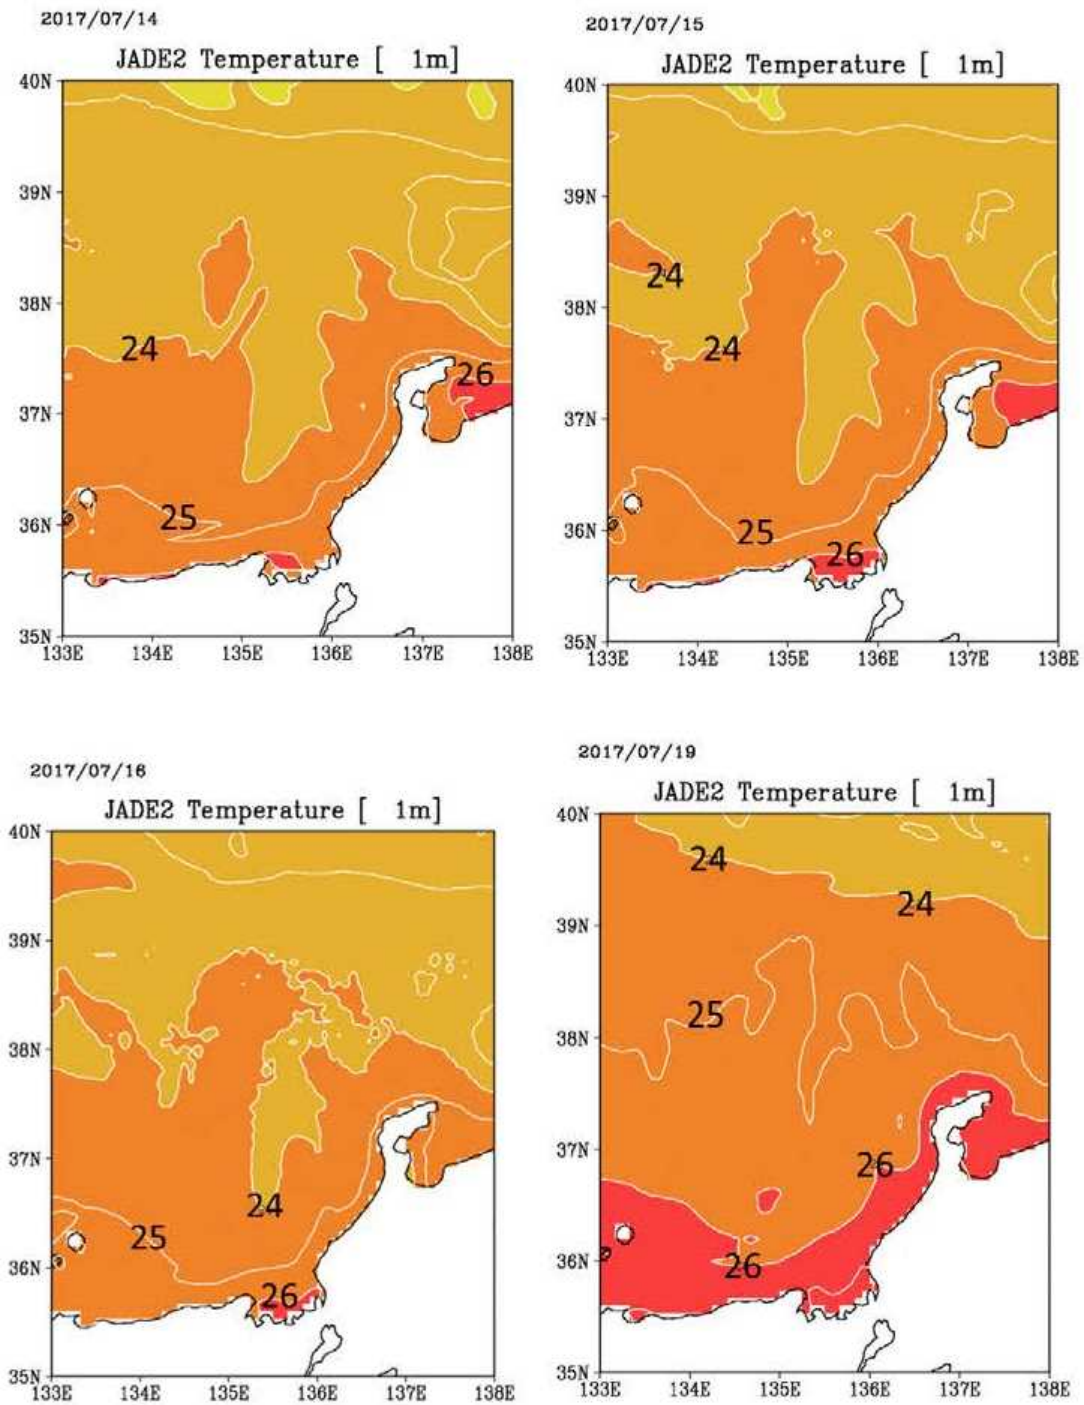 2017/07/14
JADE2 Temperature [ 1m]
40N
39N
38N
37N
36N
35N
24
26
25
133E 134E 135E 136E 137E 138E
2017/07/15
JADE2 Temperature [ 1m]
40N
39N
38N
37N
36N
35N
24
24
25
26
133E 134E 135E 136E 137E 138E
2017/07/16
JADE2 Temperature [ 1m]
40N
39N
38N
37N
36N
35N
24
25
26
133E 134E 135E 136E 137E 138E
2017/07/19
JADE2 Temperature [ 1m]
40N
39N
38N
37N
36N
35N
24
24
25
26
26
133E 134E 135E 136E 137E 138E